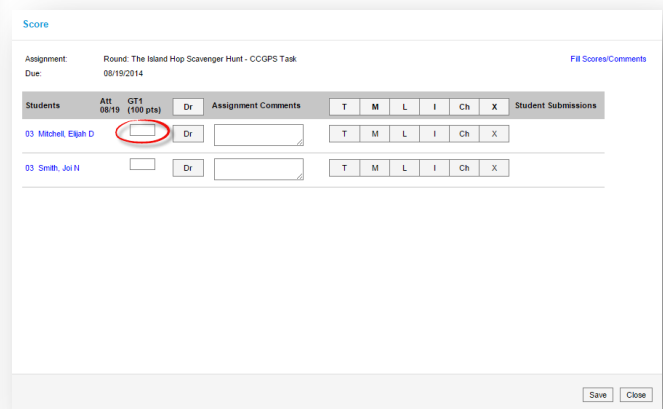 Score
Assignment: Round: The Island Hop Scavenger Hunt - CCGPS Task Fill Scores/Comments
Due: 08/19/2014
Students Att 08/19 GT1 (100 pts) Dr Assignment Comments T M L I Ch X Student Submissions
03 Mitchell, Elijah D Dr T M L I Ch X
03 Smith, Joi N Dr T M L I Ch X
Save Close